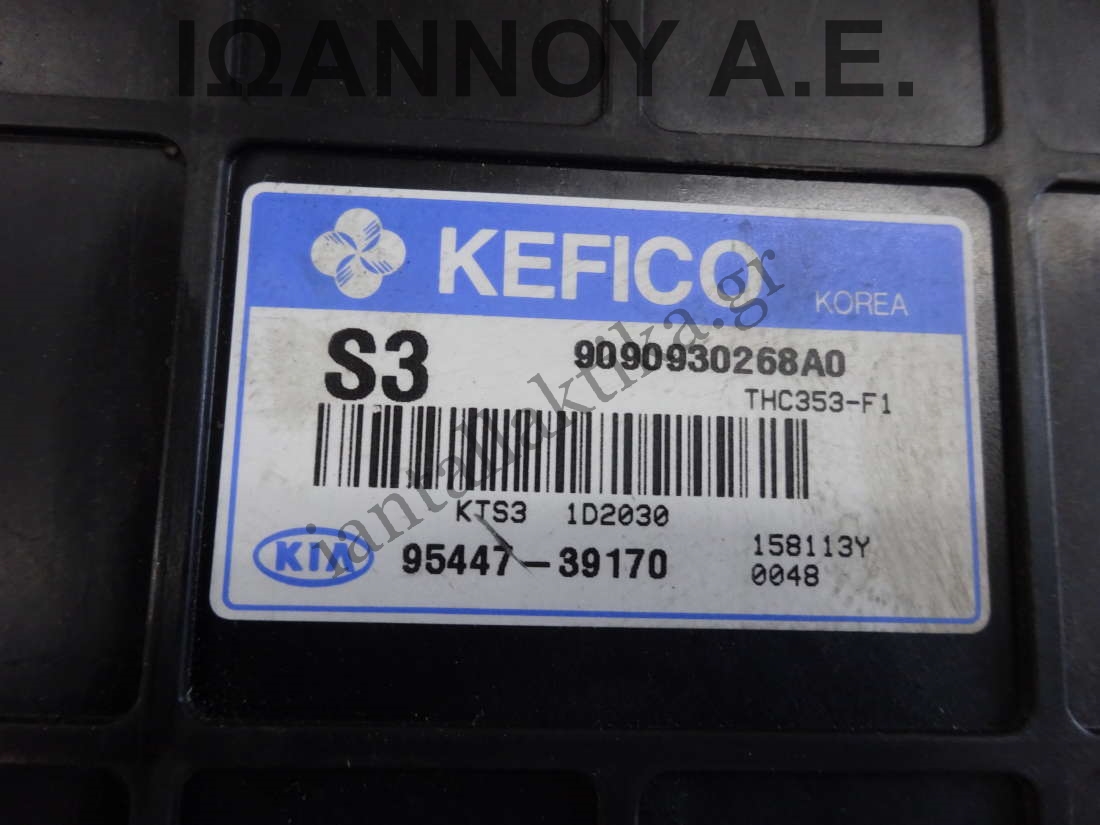 ΙΩΑΝΝΟΥ Α.Ε.
KEFICO
KOREA
S3
9090930268A0
THC353-F1
KTS3 1D2030
KIA
95447-39170
158113Y
0048
iantallaktika.gr